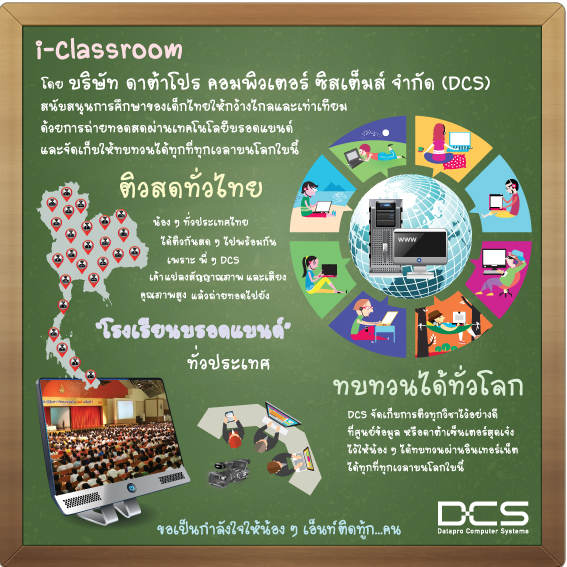 i-Classroom
โดย บริษัท ดาต้าโปร คอมพิวเตอร์ ซิสเต็มส์ จำกัด (DCS)
สนับสนุนการศึกษาของเด็กไทยให้กว้างไกลและเท่าเทียม
ด้วยการถ่ายทอดสดผ่านเทคโนโลยีบรอดแบนด์
และจัดเก็บให้ทบทวนได้ทุกที่ทุกเวลาบนโลกใบนี้
ติวสดทั่วไทย
น้อง ๆ ทั่วประเทศไทย
ได้ติวกันสด ๆ ไปพร้อมกัน
เพราะ พี่ ๆ DCS
เค้าแปลงสัญญาณภาพ และเสียง
คุณภาพสูง แล้วถ่ายทอดไปยัง
"โรงเรียนบรอดแบนด์"
ทั่วประเทศ
www
ทบทวนได้ทั่วโลก
DCS จัดเก็บการติวทุกวิชาไว้อย่างดี
ที่ศูนย์ข้อมูล หรือดาต้าเซ็นเตอร์สุดเจ๋ง
ไว้ให้น้อง ๆ ได้ทบทวนผ่านอินเทอร์เน็ต
ได้ทุกที่ทุกเวลาบนโลกใบนี้
ขอเป็นกำลังใจให้น้อง ๆ เอ็นท์ติดทู้ก...คน
DCS
Datapro Computer Systems